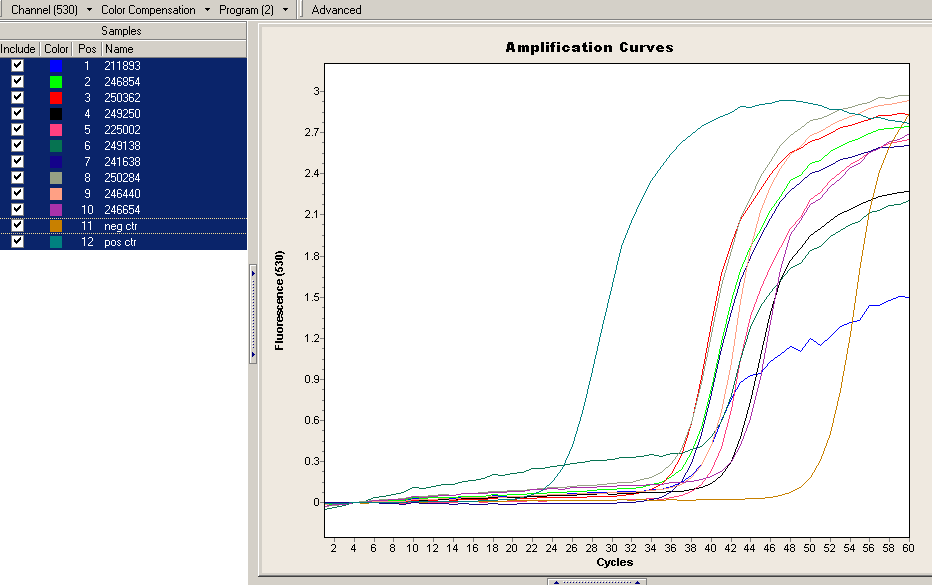 Channel (530) Color Compensation Program (2) Advanced
Samples
Include Color Pos Name
1 211893
2 246854
3 250362
4 249250
5 225002
6 249138
7 241638
8 250284
9 246440
10 246654
11 neg ctr
12 pos ctr
Amplification Curves
Fluorescence (530)
3
2.7
2.4
2.1
1.8
1.5
1.2
0.9
0.6
0.3
0
2 4 6 8 10 12 14 16 18 20 22 24 26 28 30 32 34 36 38 40 42 44 46 48 50 52 54 56 58 60
Cycles